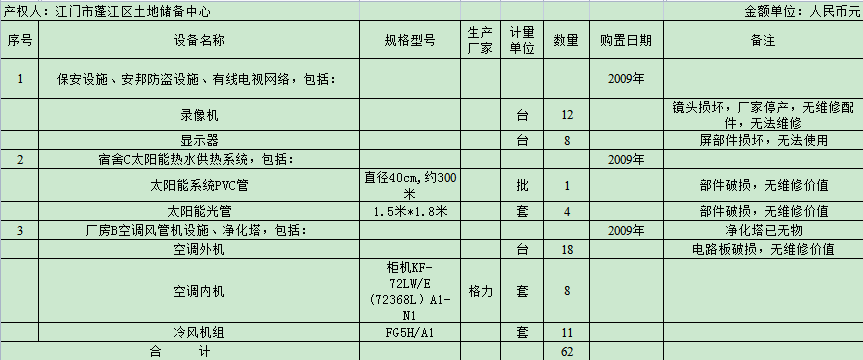 产权人：江门市蓬江区土地储备中心 金额单位：人民币元
序号 设备名称 规格型号 生产厂家 计量单位 数量 购置日期 备注
1 保安设施、安邦防盗设施、有线电视网络，包括： 2009年
录像机 台 12 镜头损坏，厂家停产，无维修配件，无法维修
显示器 台 8 屏部件损坏，无法使用
2 宿舍C太阳能热水供热系统，包括： 2009年
太阳能系统PVC管 直径40cm,约300米 批 1 部件破损，无维修价值
太阳能光管 1.5米*1.8米 套 4 部件破损，无维修价值
3 厂房B空调风管机设施、净化塔，包括： 2009年 净化塔已无物
空调外机 台 18 电路板破损，无维修价值
空调内机 柜机KF-72LW/E（72368L）A1-N1 格力 套 8
冷风机组 FG5H/A1 套 11
合 计 62